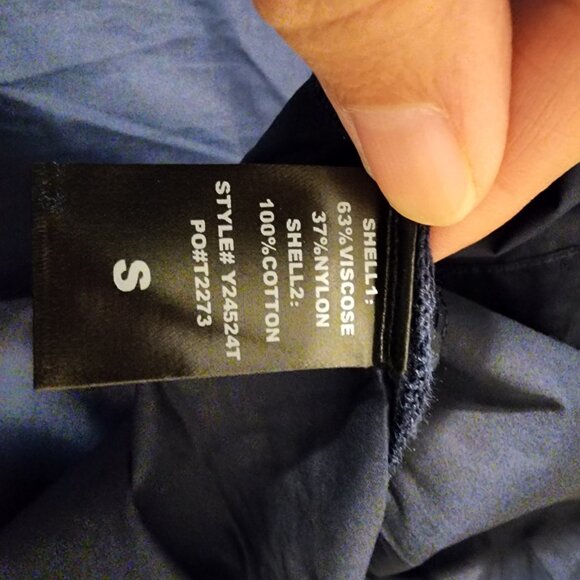 SHELL1:
63%VISCOSE
37%NYLON
SHELL2:
100%COTTON
STYLE# Y24524T
PO#T2273
S